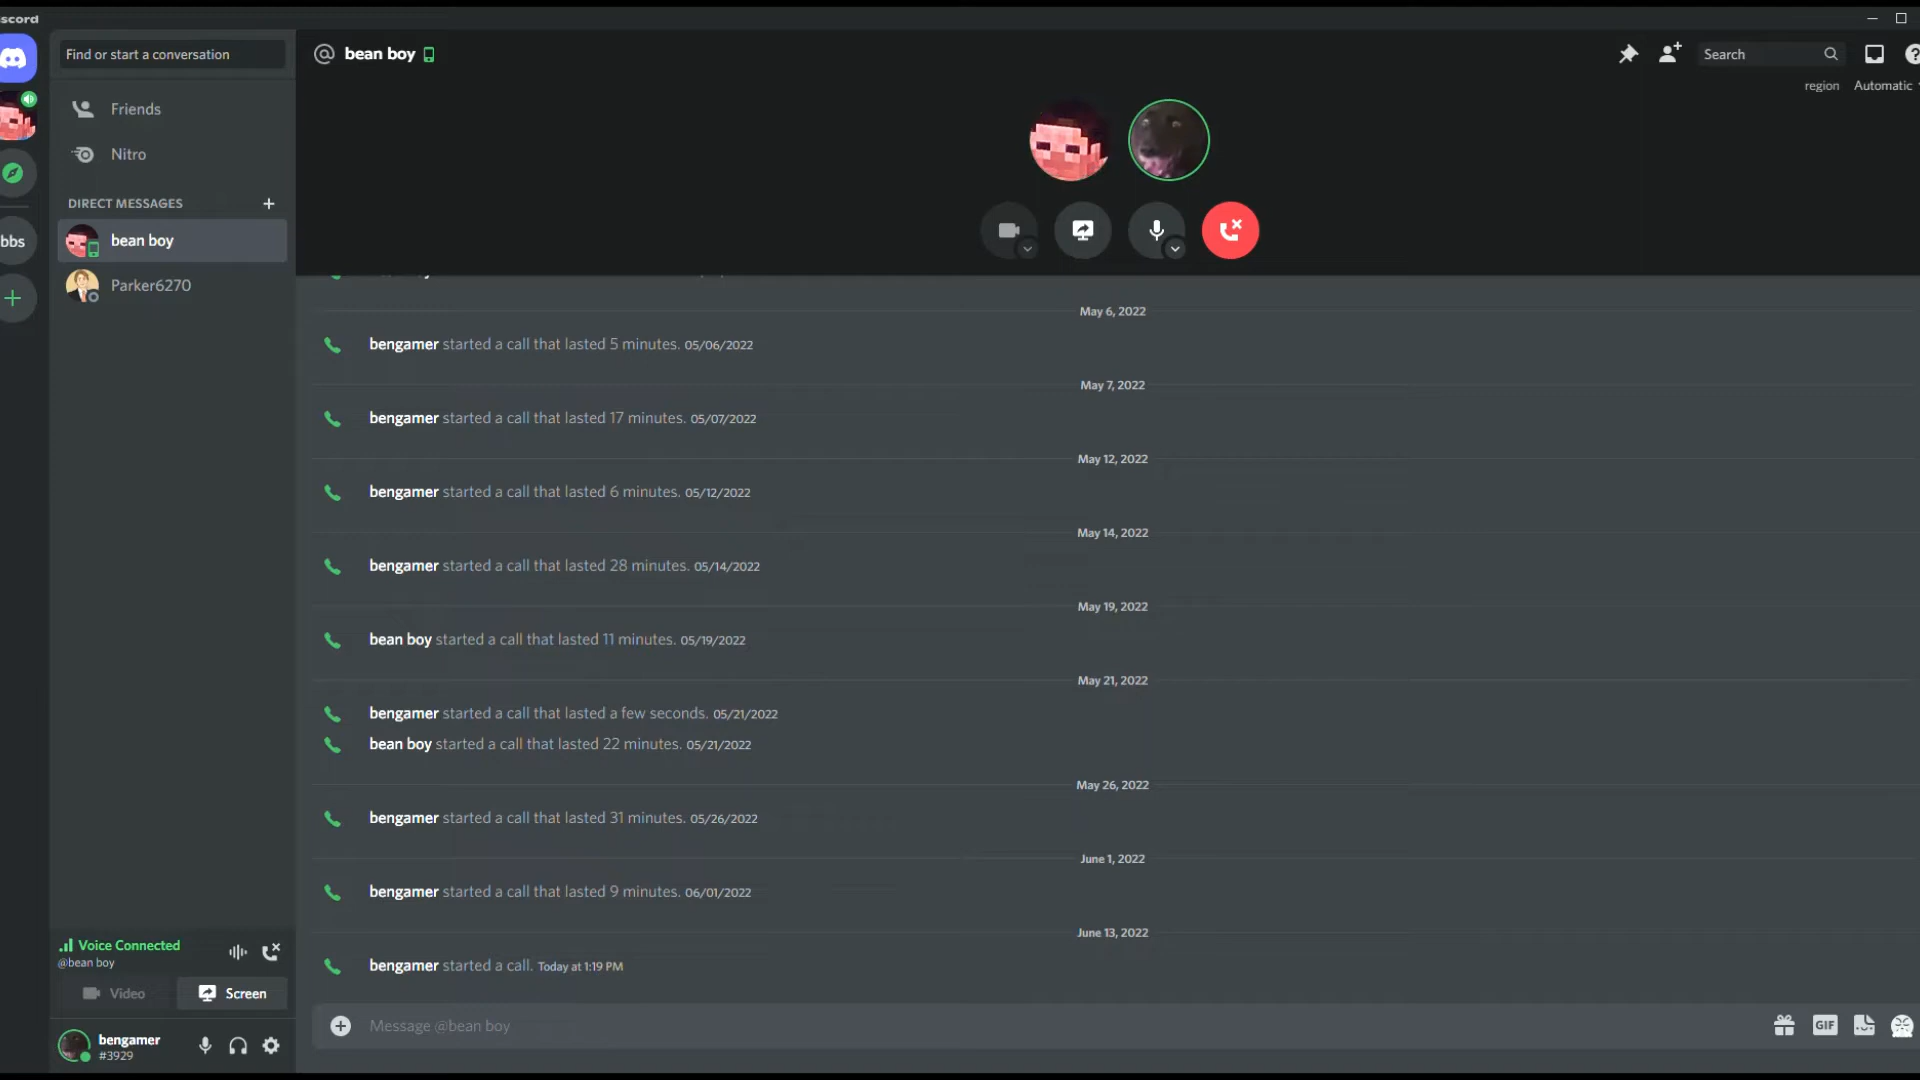 scord
Find or start a conversation
bean boy
Search
region Automatic
Friends
Nitro
DIRECT MESSAGES
bean boy
bbs
Parker6270
May 6, 2022
bengamer started a call that lasted 5 minutes. 05/06/2022
May 7, 2022
bengamer started a call that lasted 17 minutes. 05/07/2022
May 12, 2022
bengamer started a call that lasted 6 minutes. 05/12/2022
May 14, 2022
bengamer started a call that lasted 28 minutes. 05/14/2022
May 19, 2022
bean boy started a call that lasted 11 minutes. 05/19/2022
May 21, 2022
bengamer started a call that lasted a few seconds. 05/21/2022
bean boy started a call that lasted 22 minutes. 05/21/2022
May 26, 2022
bengamer started a call that lasted 31 minutes. 05/26/2022
June 1, 2022
bengamer started a call that lasted 9 minutes. 06/01/2022
June 13, 2022
bengamer started a call. Today at 1:19 PM
Voice Connected
@bean boy
Video
Screen
bengamer
#3929
Message @bean boy
GIF